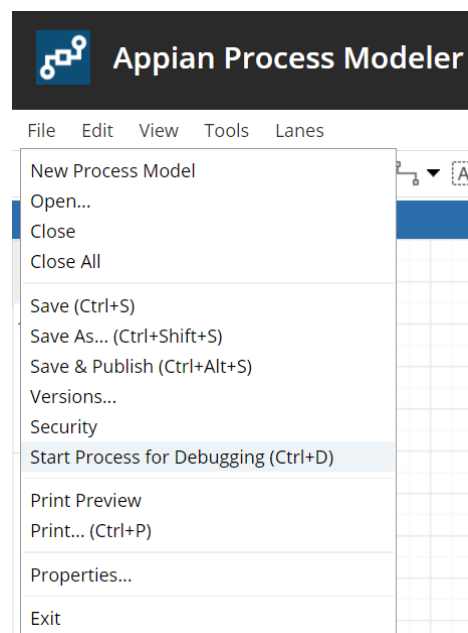 Appian Process Modeler
File Edit View Tools Lanes
New Process Model
Open...
Close
Close All
Save (Ctrl+S)
Save As... (Ctrl+Shift+S)
Save & Publish (Ctrl+Alt+S)
Versions...
Security
Start Process for Debugging (Ctrl+D)
Print Preview
Print... (Ctrl+P)
Properties...
Exit